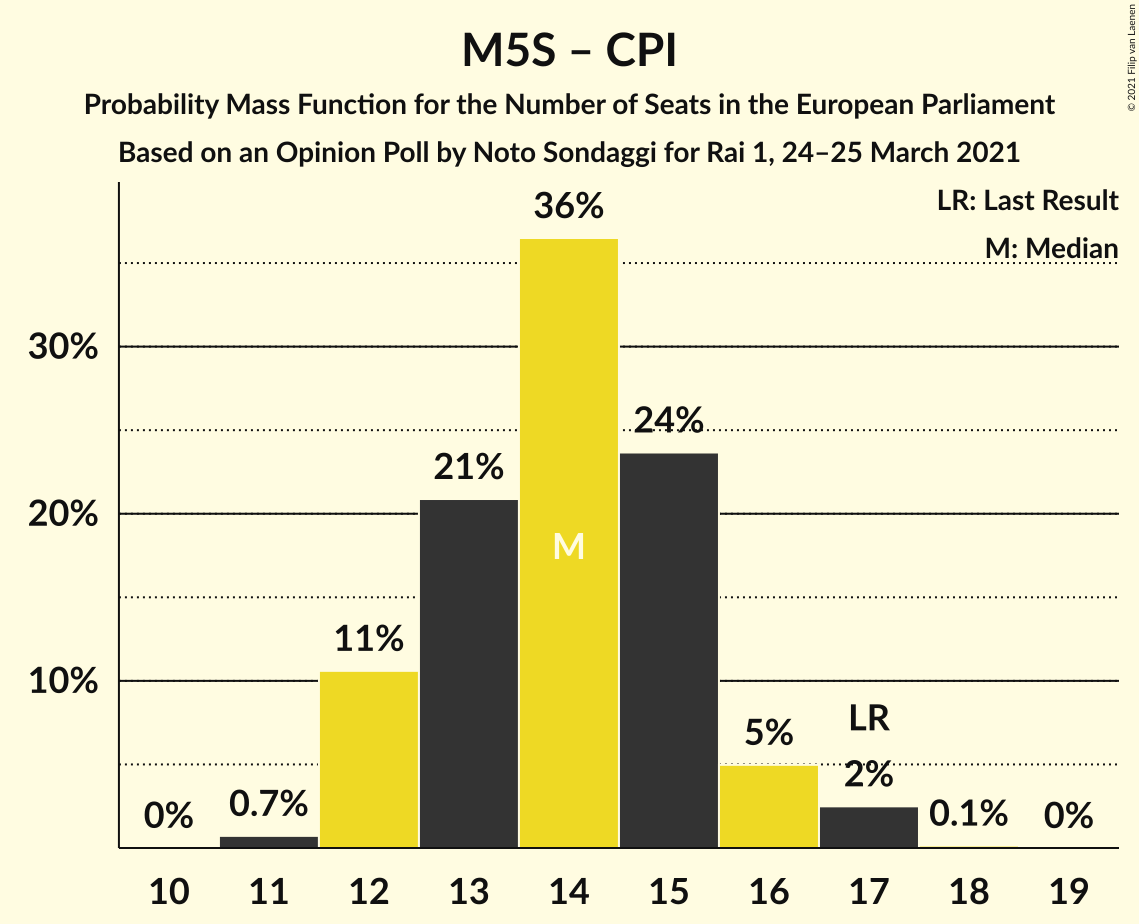 M5S – CPI
Probability Mass Function for the Number of Seats in the European Parliament
Based on an Opinion Poll by Noto Sondaggi for Rai 1, 24–25 March 2021
© 2021 Filip van Laenen
LR: Last Result
M: Median
36%
30%
24%
21%
20%
M
11%
10%
LR
5%
2%
0.7%
0%
0.1%
0%
10 11 12 13 14 15 16 17 18 19